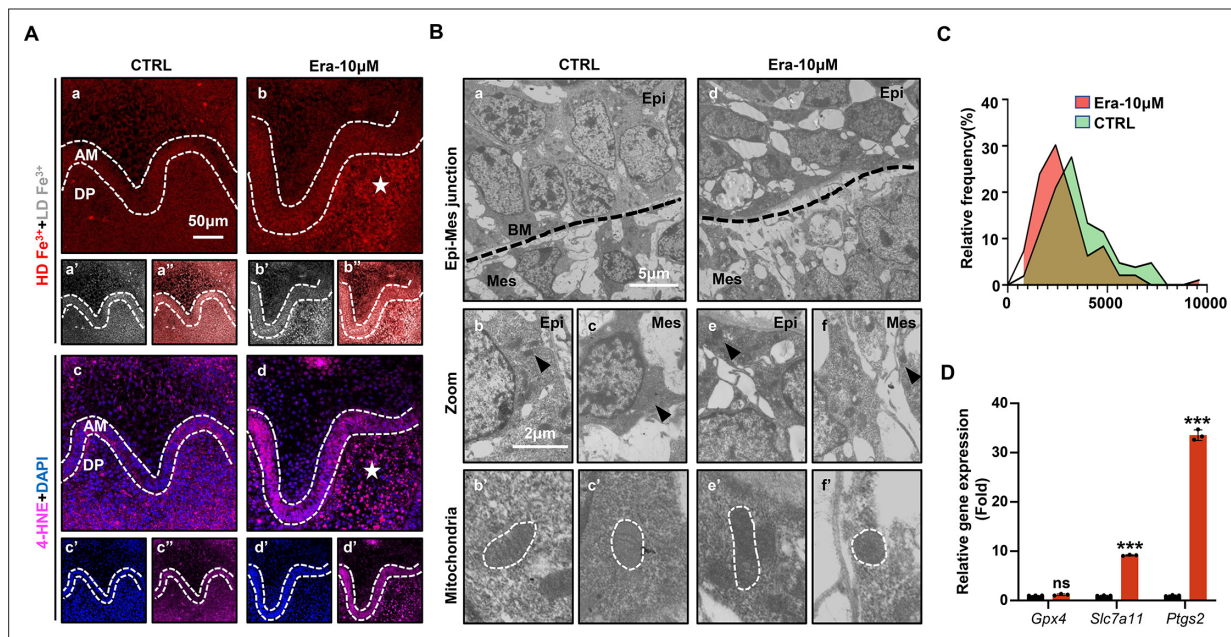 A
CTRL
Era-10μM
HD Fe³⁺+LD Fe³⁺
a
AM
DP
50μm
b
a'
a"
b'
b"
4-HNE+DAPI
c
AM
DP
d
c'
c"
d'
d'
B
CTRL
Era-10μM
Epi-Mes junction
a
Epi
BM
Mes
5μm
d
Epi
Mes
Zoom
b
Epi
2μm
c
Mes
e
Epi
f
Mes
Mitochondria
b'
c'
e'
f'
C
Era-10μM
CTRL
Relative frequency(%)
40
30
20
10
0
0
5000
10000
D
Relative gene expression
(Fold)
40
30
20
10
0
ns
***
***
Gpx4
Slc7a11
Ptgs2